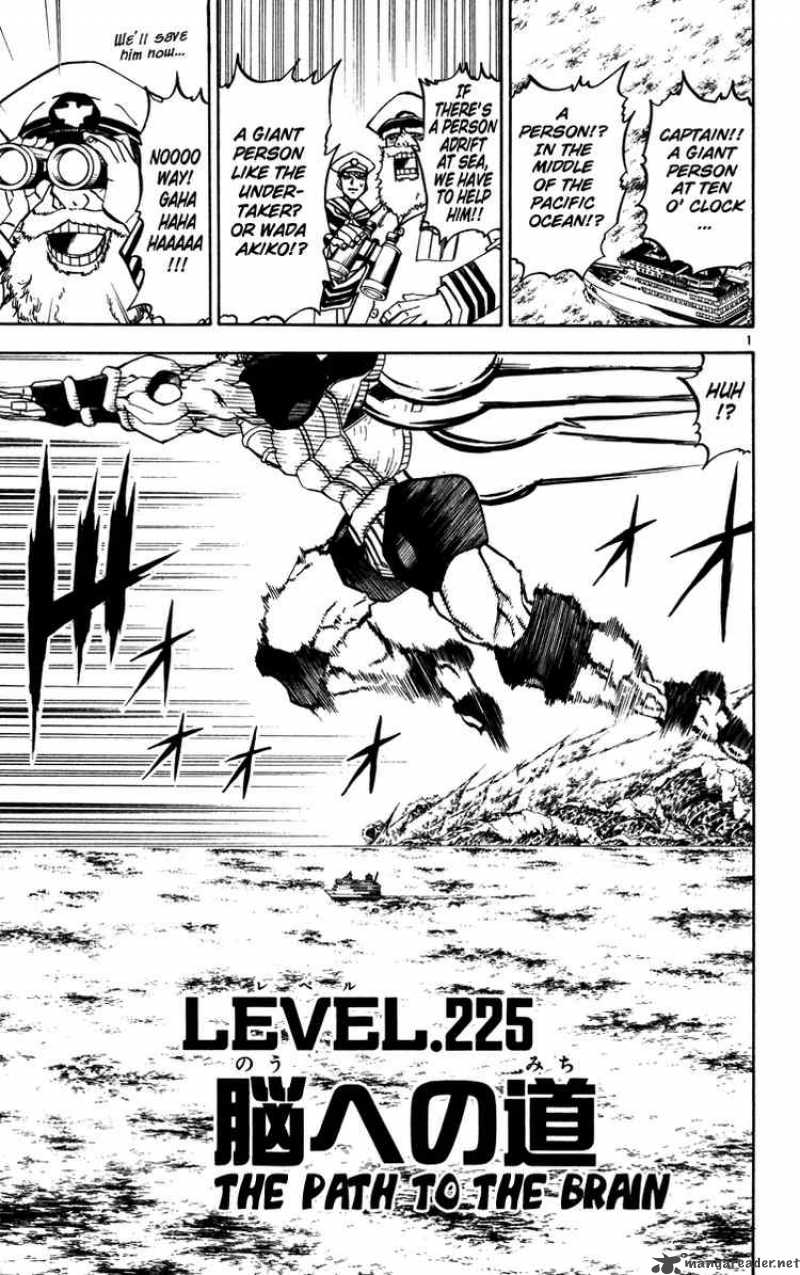 CAPTAIN!!
A GIANT
PERSON
AT TEN
O' CLOCK
...
A
PERSON!?
IN THE
MIDDLE
OF THE
PACIFIC
OCEAN!?
IF
THERE'S
A PERSON
ADRIFT
AT SEA,
WE HAVE
TO HELP
HIM!!
A GIANT
PERSON
LIKE THE
UNDER-
TAKER?
OR WADA
AKIKO!?
We'll save
him now...
NOOOO
WAY!
GAHA
HAHA
HAAAAA
!!!
1
HUH
!?
レベル
LEVEL.225
のう みち
脳への道
THE PATH TO THE BRAIN
mangareader.net